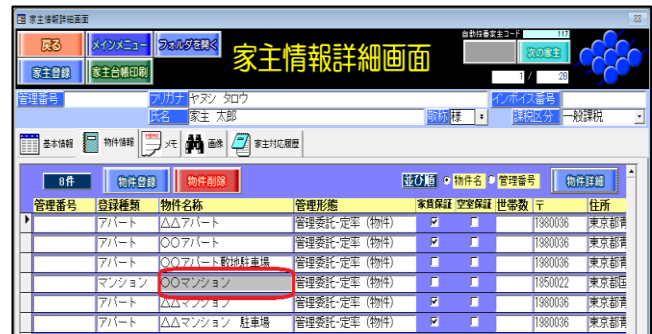 家主情報詳細画面
戻る メインメニュー フォルダを開く 家主情報詳細画面 自動採番家主コード 117
次の家主
家主登録 家主台帳印刷 1 / 28
管理番号 フリガナ ヤヌシ タロウ インボイス番号
氏名 家主 太郎 敬称 様 課税区分 一般課税
基本情報 物件情報 メモ 画像 家主対応履歴
8件 物件登録 物件削除 並び順 物件名 管理番号 物件詳細
管理番号 登録種類 物件名称 管理形態 家賃保証 空室保証 世帯数 〒 住所
アパート △△アパート 管理委託-定率 (物件) 1980036 東京都青
アパート 〇〇アパート 管理委託-定率 (物件) 1980036 東京都青
アパート 〇〇アパート敷地駐車場 管理委託-定率 (物件) 1980036 東京都青
マンション 〇〇マンション 管理委託-定率 (物件) 1850022 東京都国
アパート △△マンション 管理委託-定率 (物件) 1980036 東京都青
アパート △△マンション 駐車場 管理委託-定率 (物件) 1980036 東京都青